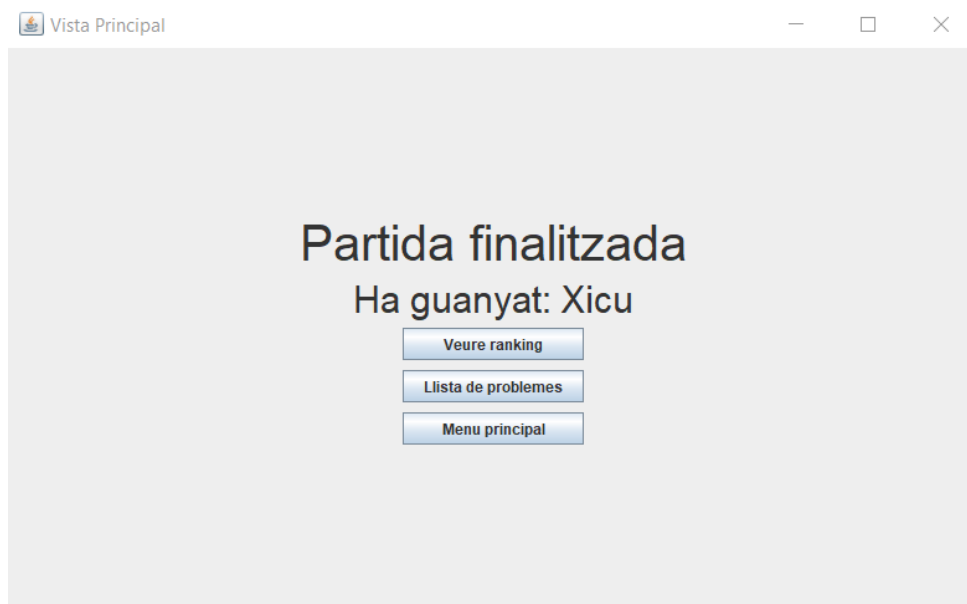 Vista Principal
Partida finalitzada
Ha guanyat: Xicu
Veure ranking
Llista de problemes
Menu principal